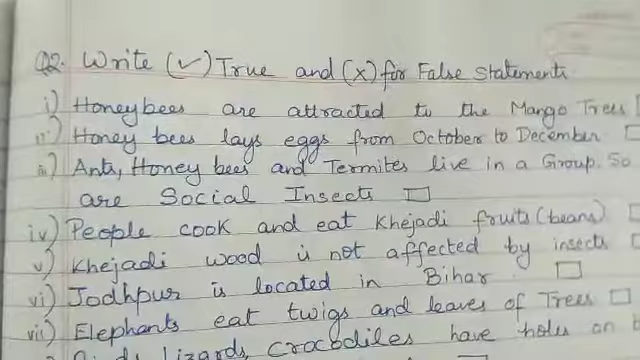 Q2. Write (✓) True and (x) for False statements
i) Honeybees are attracted to the Mango Trees
ii) Honey bees lays eggs from October to December
iii) Ants, Honey bees and Termites live in a Group. So
are Social Insects
iv) People cook and eat Khejadi fruits (beans)
v) Khejadi wood is not affected by insects
vi) Jodhpur is located in Bihar.
vii) Elephants eat twigs and leaves of Trees
lizards, crocodiles have holes on